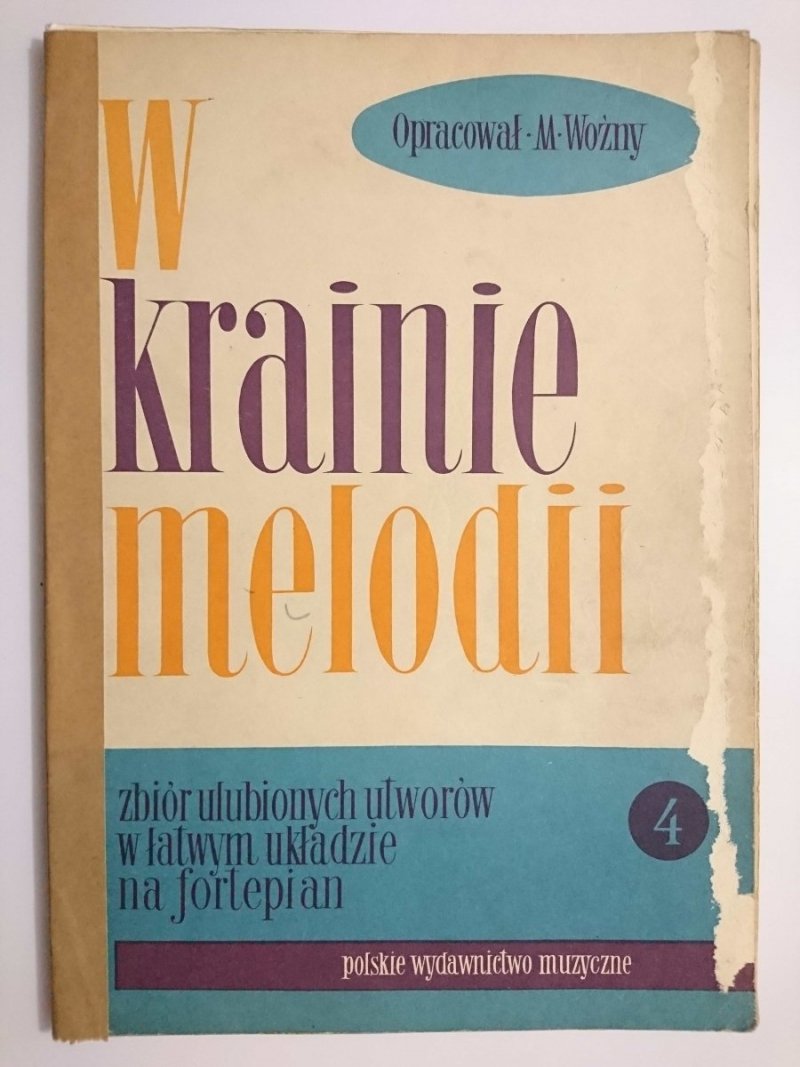 Opracował · M · Woźny
W
krainie
melodii
zbiór ulubionych utworów
w łatwym układzie
na fortepian
4
polskie wydawnictwo muzyczne